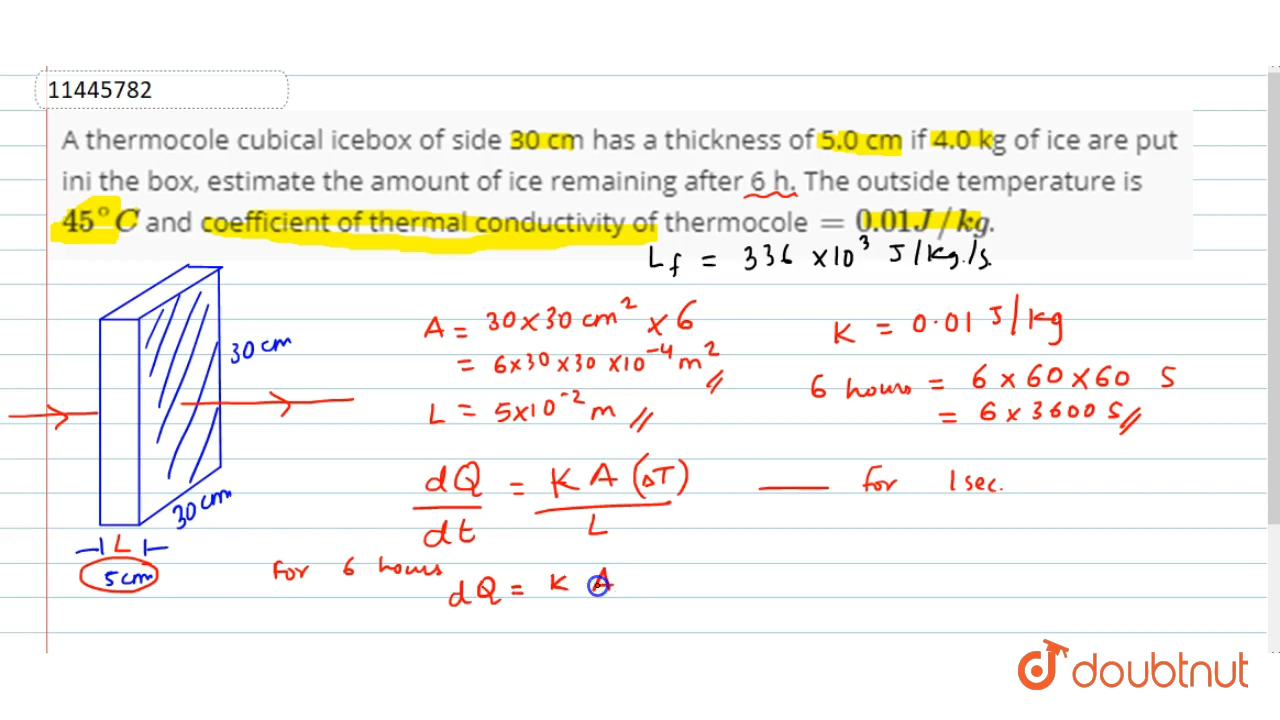 11445782
A thermocole cubical icebox of side 30 cm has a thickness of 5.0 cm if 4.0 kg of ice are put
ini the box, estimate the amount of ice remaining after 6 h. The outside temperature is
45°C and coefficient of thermal conductivity of thermocole = 0.01J/kg.
Lf = 336 ×10³ J/kg/s.
A = 30×30 cm² × 6
= 6×30×30×10⁻⁴ m²
L = 5×10⁻² m
K = 0.01 J/kg
6 hours = 6 × 60×60 S
= 6 × 3600 S
30 cm
30 cm
L
5 cm
dQ/dt = K A (ΔT)/L —— for 1 sec.
For 6 hours
dQ = K A
doubtnut